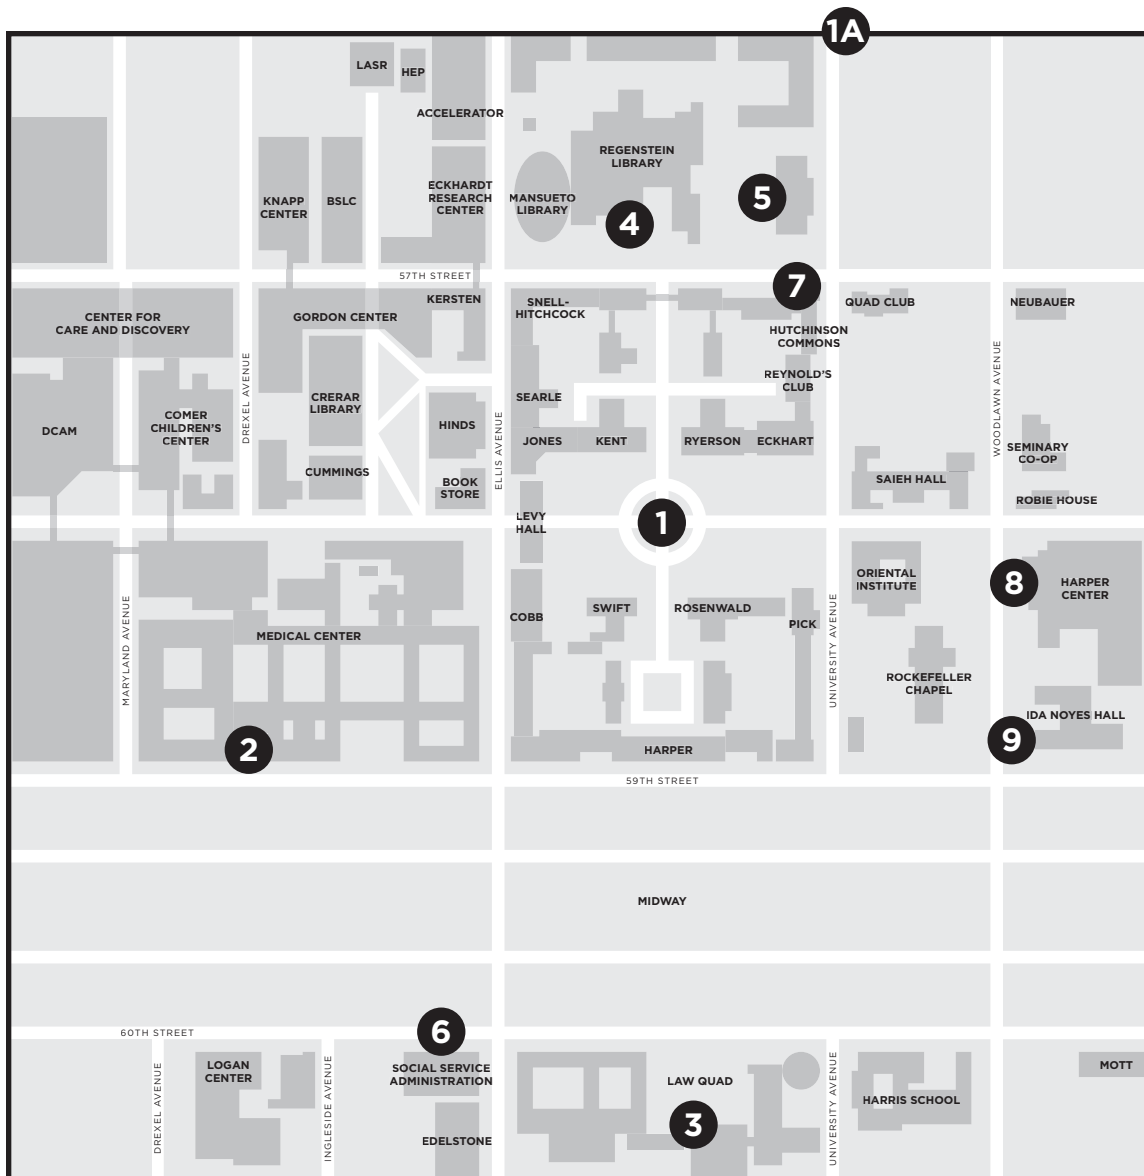 1A
LASR
HEP
ACCELERATOR
REGENSTEIN
LIBRARY
KNAPP
CENTER
BSLC
ECKHARDT
RESEARCH
CENTER
MANSUETO
LIBRARY
4
5
57TH STREET
7
CENTER FOR
CARE AND DISCOVERY
GORDON CENTER
KERSTEN
SNELL-
HITCHCOCK
HUTCHINSON
COMMONS
QUAD CLUB
NEUBAUER
DREXEL AVENUE
REYNOLD'S
CLUB
WOODLAWN AVENUE
DCAM
COMER
CHILDREN'S
CENTER
CRERAR
LIBRARY
HINDS
ELLIS AVENUE
SEARLE
JONES
KENT
RYERSON
ECKHART
CUMMINGS
BOOK
STORE
SAIEH HALL
SEMINARY
CO-OP
ROBIE HOUSE
LEVY
HALL
1
MARYLAND AVENUE
MEDICAL CENTER
COBB
SWIFT
ROSENWALD
PICK
UNIVERSITY AVENUE
ORIENTAL
INSTITUTE
8
HARPER
CENTER
ROCKEFELLER
CHAPEL
IDA NOYES HALL
9
2
HARPER
59TH STREET
MIDWAY
60TH STREET
6
DREXEL AVENUE
LOGAN
CENTER
INGLESIDE AVENUE
SOCIAL SERVICE
ADMINISTRATION
EDELSTONE
LAW QUAD
3
UNIVERSITY AVENUE
HARRIS SCHOOL
MOTT